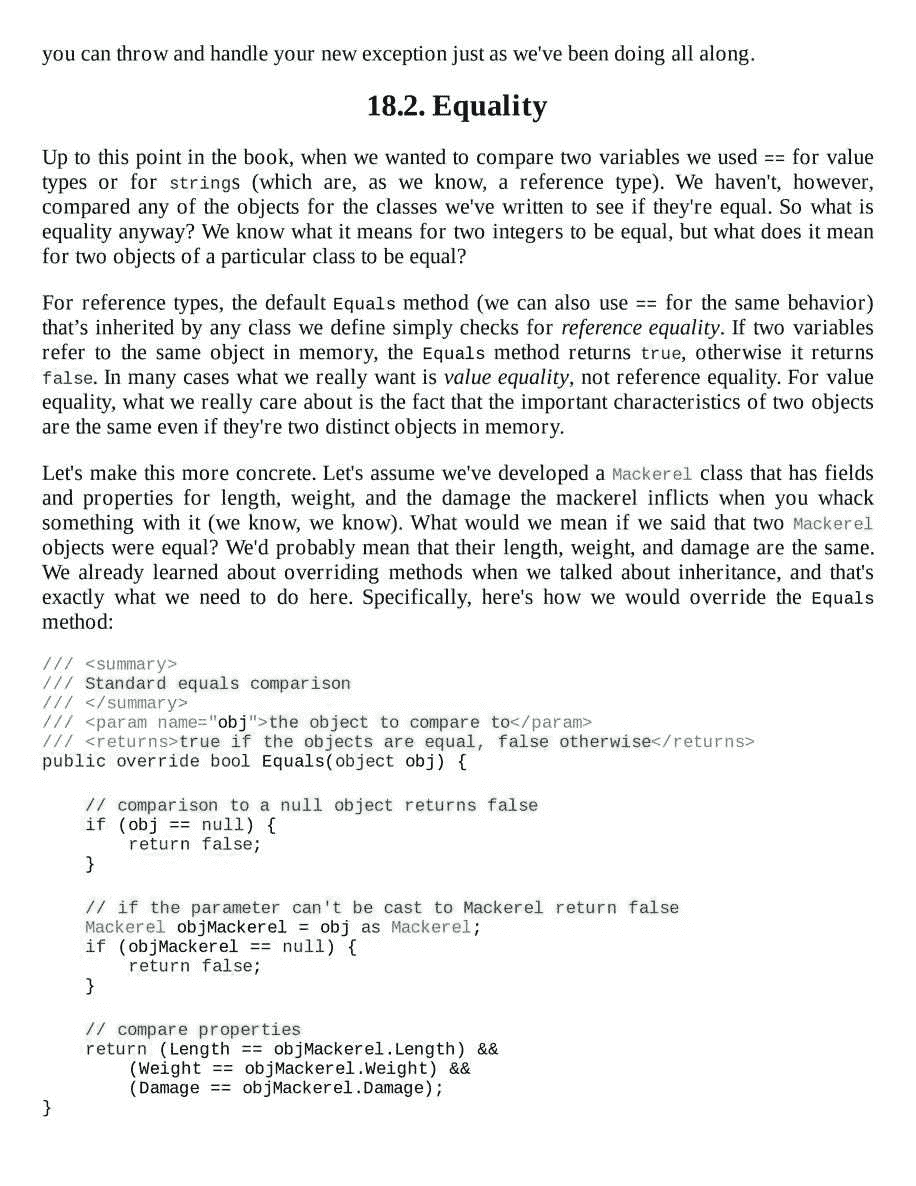 you can throw and handle your new exception just as we've been doing all along.
18.2. Equality
Up to this point in the book, when we wanted to compare two variables we used == for value
types or for strings (which are, as we know, a reference type). We haven't, however,
compared any of the objects for the classes we've written to see if they're equal. So what is
equality anyway? We know what it means for two integers to be equal, but what does it mean
for two objects of a particular class to be equal?
For reference types, the default Equals method (we can also use == for the same behavior)
that’s inherited by any class we define simply checks for reference equality. If two variables
refer to the same object in memory, the Equals method returns true, otherwise it returns
false. In many cases what we really want is value equality, not reference equality. For value
equality, what we really care about is the fact that the important characteristics of two objects
are the same even if they're two distinct objects in memory.
Let's make this more concrete. Let's assume we've developed a Mackerel class that has fields
and properties for length, weight, and the damage the mackerel inflicts when you whack
something with it (we know, we know). What would we mean if we said that two Mackerel
objects were equal? We'd probably mean that their length, weight, and damage are the same.
We already learned about overriding methods when we talked about inheritance, and that's
exactly what we need to do here. Specifically, here's how we would override the Equals
method:
/// <summary>
/// Standard equals comparison
/// </summary>
/// <param name="obj">the object to compare to</param>
/// <returns>true if the objects are equal, false otherwise</returns>
public override bool Equals(object obj) {
    // comparison to a null object returns false
    if (obj == null) {
        return false;
    }
    // if the parameter can't be cast to Mackerel return false
    Mackerel objMackerel = obj as Mackerel;
    if (objMackerel == null) {
        return false;
    }
    // compare properties
    return (Length == objMackerel.Length) &&
        (Weight == objMackerel.Weight) &&
        (Damage == objMackerel.Damage);
}